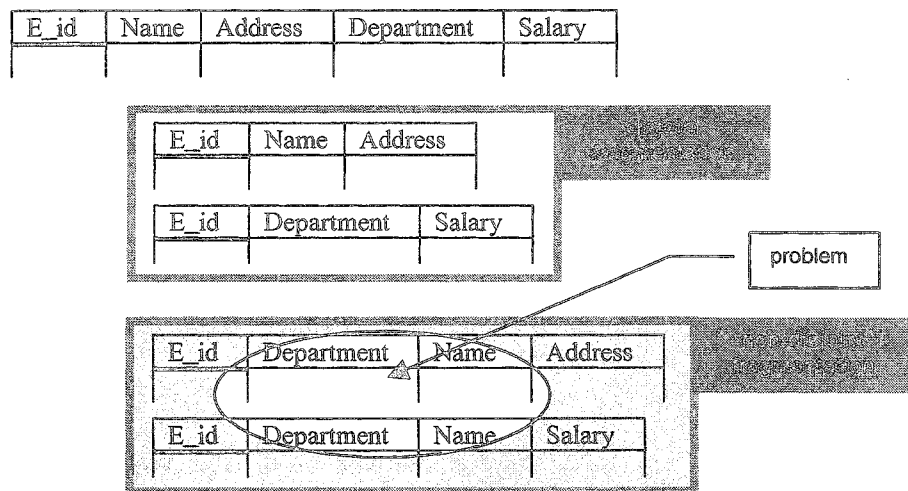 E_id Name Address Department Salary
E_id Name Address
E_id Department Salary
problem
E_id Department Name Address
E_id Department Name Salary